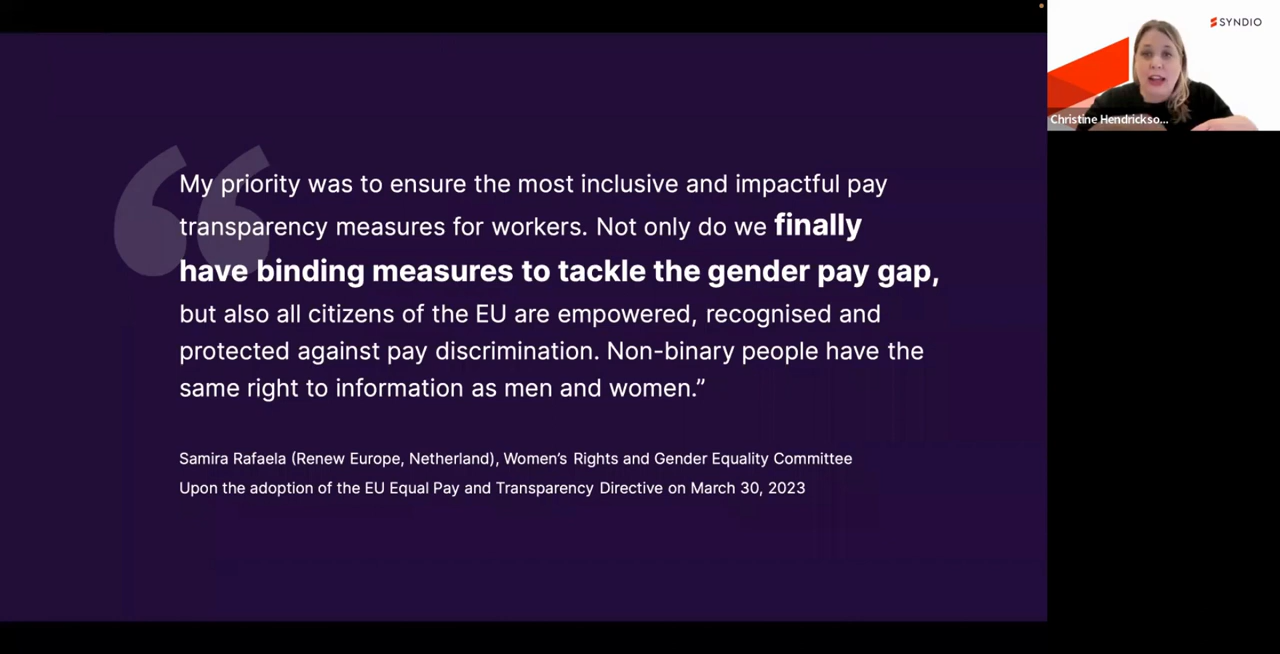 SYNDIO
Christine Hendrickso...
“
My priority was to ensure the most inclusive and impactful pay
transparency measures for workers. Not only do we finally
have binding measures to tackle the gender pay gap,
but also all citizens of the EU are empowered, recognised and
protected against pay discrimination. Non-binary people have the
same right to information as men and women.”
Samira Rafaela (Renew Europe, Netherland), Women’s Rights and Gender Equality Committee
Upon the adoption of the EU Equal Pay and Transparency Directive on March 30, 2023